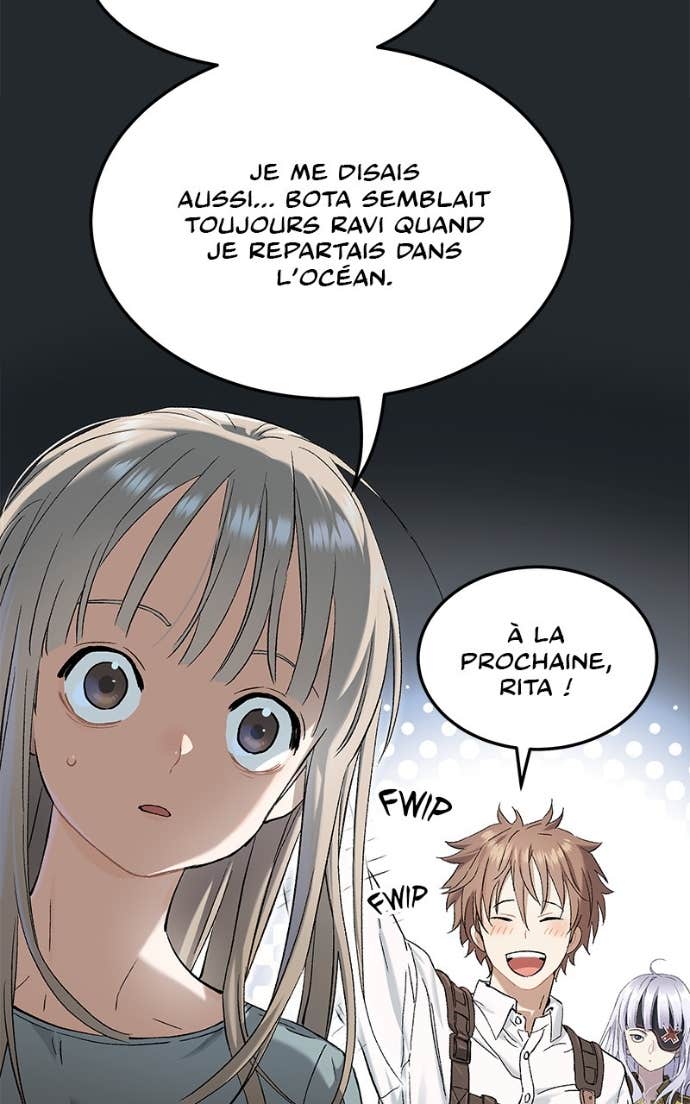 JE ME DISAIS
AUSSI... BOTA SEMBLAIT
TOUJOURS RAVI QUAND
JE REPARTAIS DANS
L'OCÉAN.
À LA
PROCHAINE,
RITA !
FWIP
FWIP